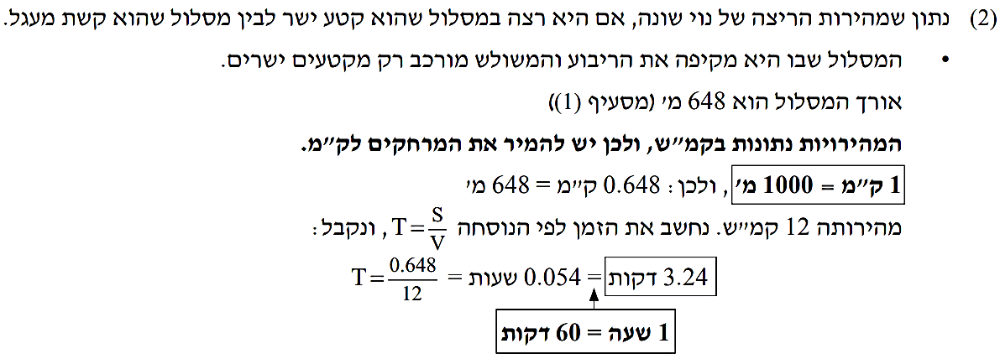 (2) נתון שמהירות הריצה של נוי שונה, אם היא רצה במסלול שהוא קטע ישר לבין מסלול שהוא קשת מעגל.
• המסלול שבו היא מקיפה את הריבוע והמשולש מורכב רק מקטעים ישרים.
אורך המסלול הוא 648 מ׳ (מסעיף (1))
המהירויות נתונות בקמ״ש, ולכן יש להמיר את המרחקים לק״מ.
1 ק״מ = 1000 מ׳, ולכן: 0.648 ק״מ = 648 מ׳
מהירותה 12 קמ״ש. נחשב את הזמן לפי הנוסחה T=S/V, ונקבל:
T=0.648/12 = 0.054 שעות = 3.24 דקות
1 שעה = 60 דקות